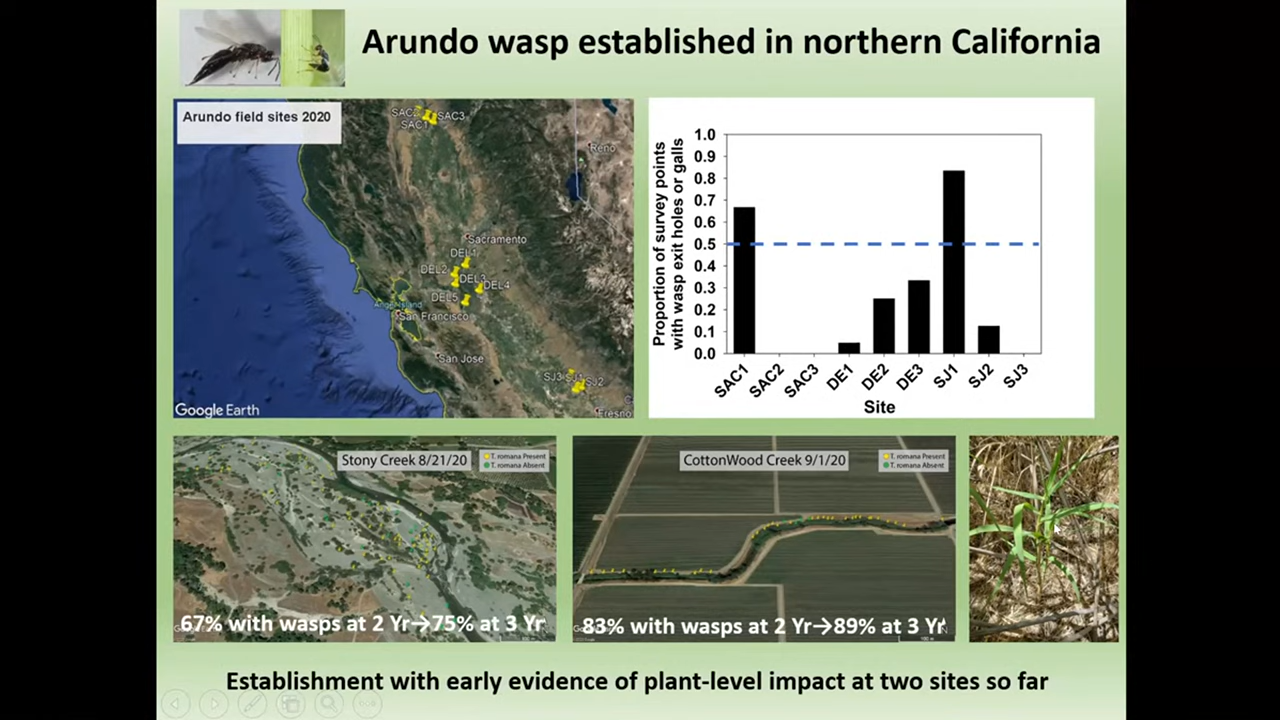 Arundo wasp established in northern California
Arundo field sites 2020
SAC2
SAC3
SAC1
Reno
Sacramento
DEL1
DEL2
DEL3
DEL4
DEL5
San Francisco
San Jose
SJ3
SJ1
SJ2
Fresno
Google Earth
Proportion of survey points
with wasp exit holes or galls
1.0
0.9
0.8
0.7
0.6
0.5
0.4
0.3
0.2
0.1
0.0
SAC1
SAC2
SAC3
DE1
DE2
DE3
SJ1
SJ2
SJ3
Site
Stony Creek 8/21/20
T. romana Present
T. romana Absent
67% with wasps at 2 Yr→75% at 3 Yr
CottonWood Creek 9/1/20
T. romana Present
T. romana Absent
83% with wasps at 2 Yr→89% at 3 Yr
Establishment with early evidence of plant-level impact at two sites so far